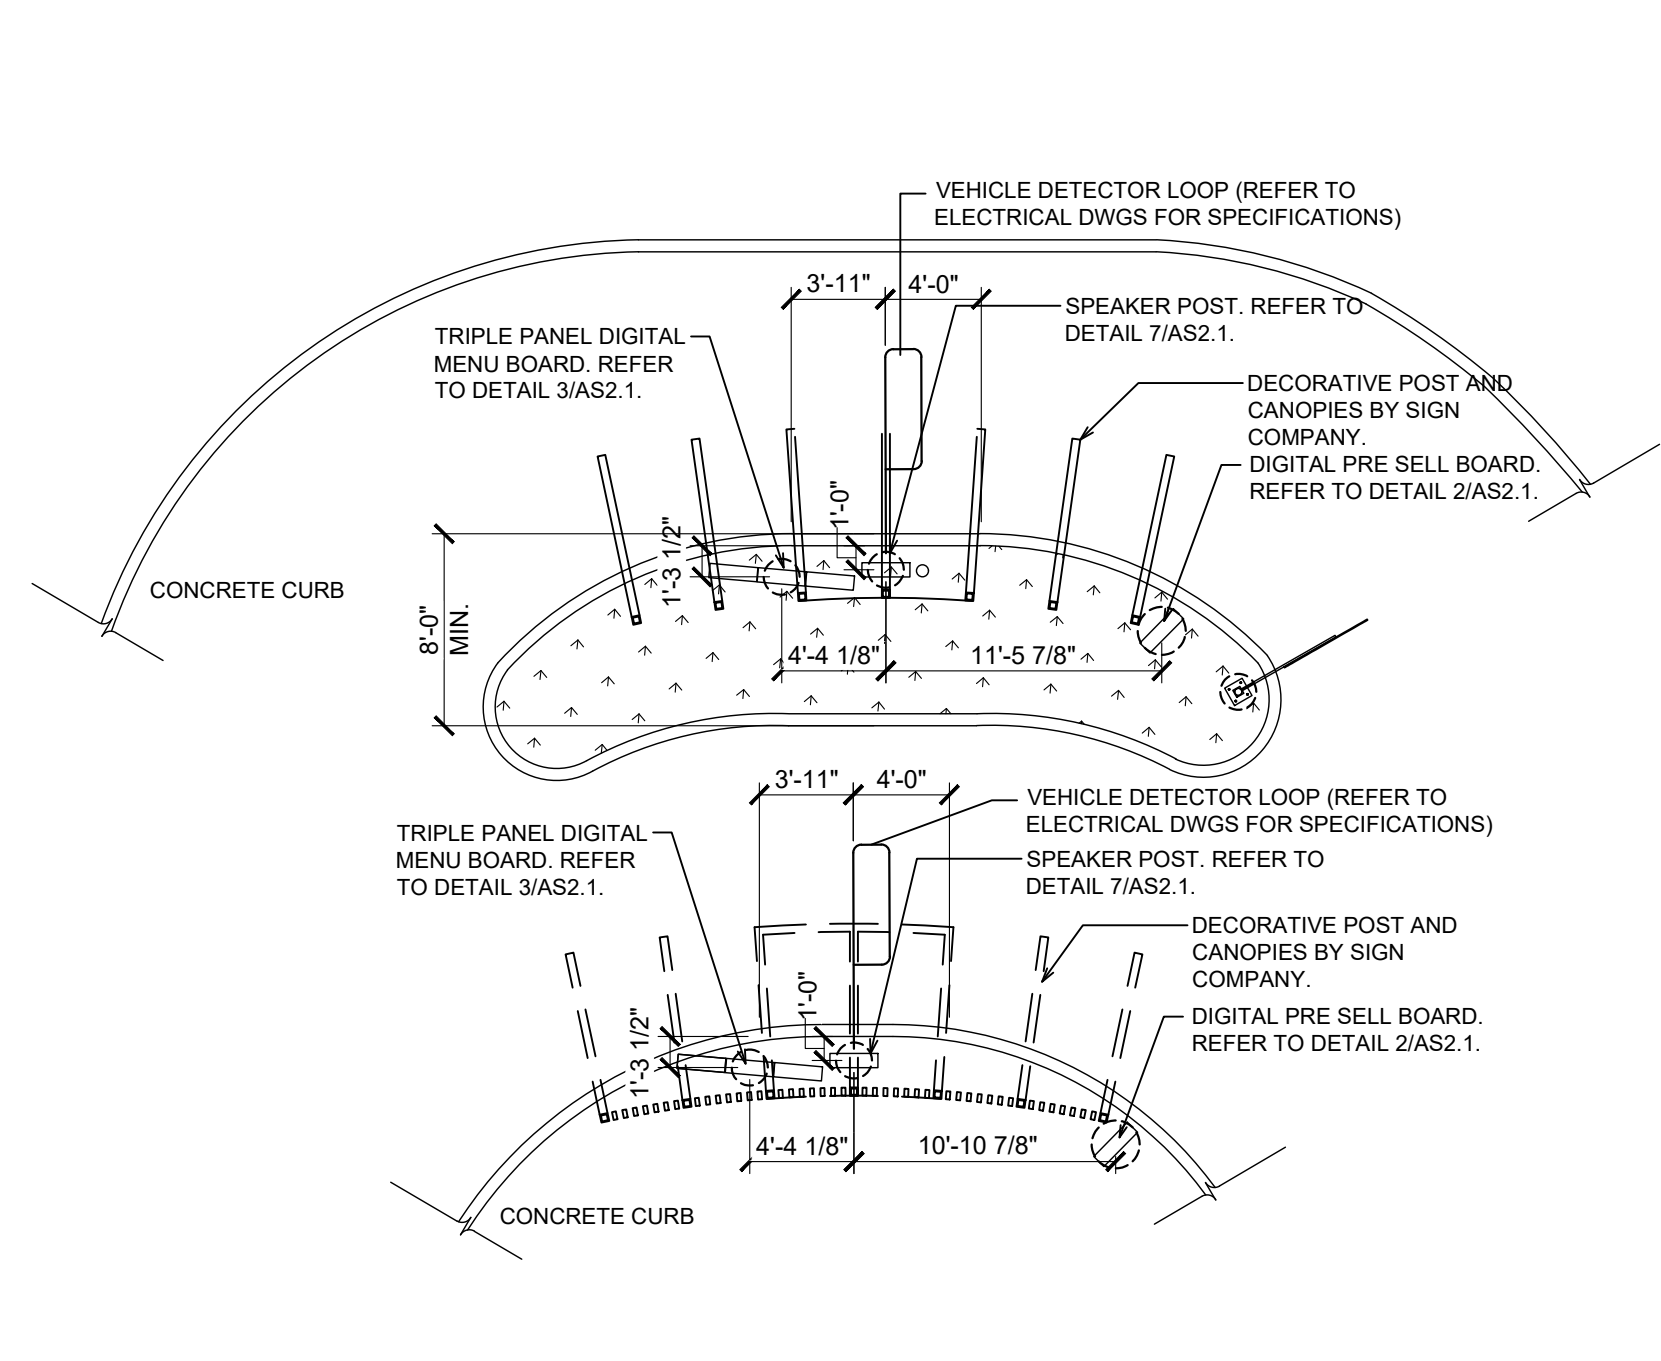 VEHICLE DETECTOR LOOP (REFER TO
ELECTRICAL DWGS FOR SPECIFICATIONS)
3'-11"
4'-0"
SPEAKER POST. REFER TO
DETAIL 7/AS2.1.
TRIPLE PANEL DIGITAL
MENU BOARD. REFER
TO DETAIL 3/AS2.1.
DECORATIVE POST AND
CANOPIES BY SIGN
COMPANY.
DIGITAL PRE SELL BOARD.
REFER TO DETAIL 2/AS2.1.
1'-0"
1'-3 1/2"
CONCRETE CURB
8'-0"
MIN.
4'-4 1/8"
11'-5 7/8"
3'-11"
4'-0"
VEHICLE DETECTOR LOOP (REFER TO
ELECTRICAL DWGS FOR SPECIFICATIONS)
TRIPLE PANEL DIGITAL
MENU BOARD. REFER
TO DETAIL 3/AS2.1.
SPEAKER POST. REFER TO
DETAIL 7/AS2.1.
DECORATIVE POST AND
CANOPIES BY SIGN
COMPANY.
1'-0"
1'-3 1/2"
DIGITAL PRE SELL BOARD.
REFER TO DETAIL 2/AS2.1.
4'-4 1/8"
10'-10 7/8"
CONCRETE CURB